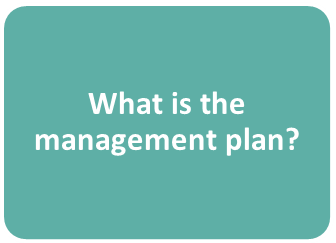 What is the
management plan?